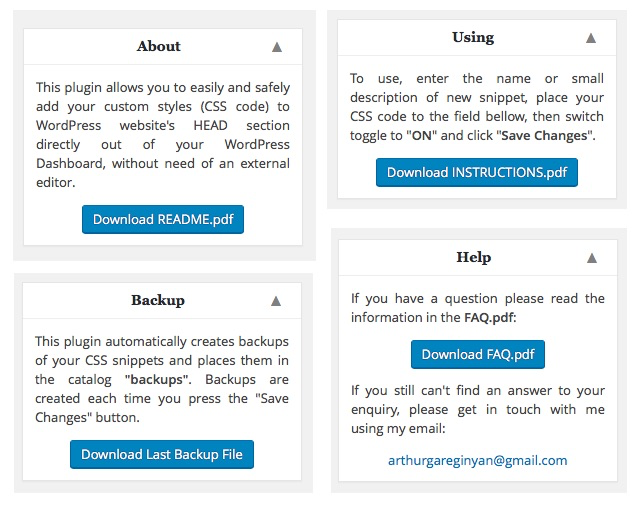 About
This plugin allows you to easily and safely
add your custom styles (CSS code) to
WordPress website's HEAD section
directly out of your WordPress
Dashboard, without need of an external
editor.
Download README.pdf
Backup
This plugin automatically creates backups
of your CSS snippets and places them in
the catalog "backups". Backups are
created each time you press the "Save
Changes" button.
Download Last Backup File
Using
To use, enter the name or small
description of new snippet, place your
CSS code to the field bellow, then switch
toggle to "ON" and click "Save Changes".
Download INSTRUCTIONS.pdf
Help
If you have a question please read the
information in the FAQ.pdf:
Download FAQ.pdf
If you still can't find an answer to your
enquiry, please get in touch with me
using my email:
arthurgareginyan@gmail.com